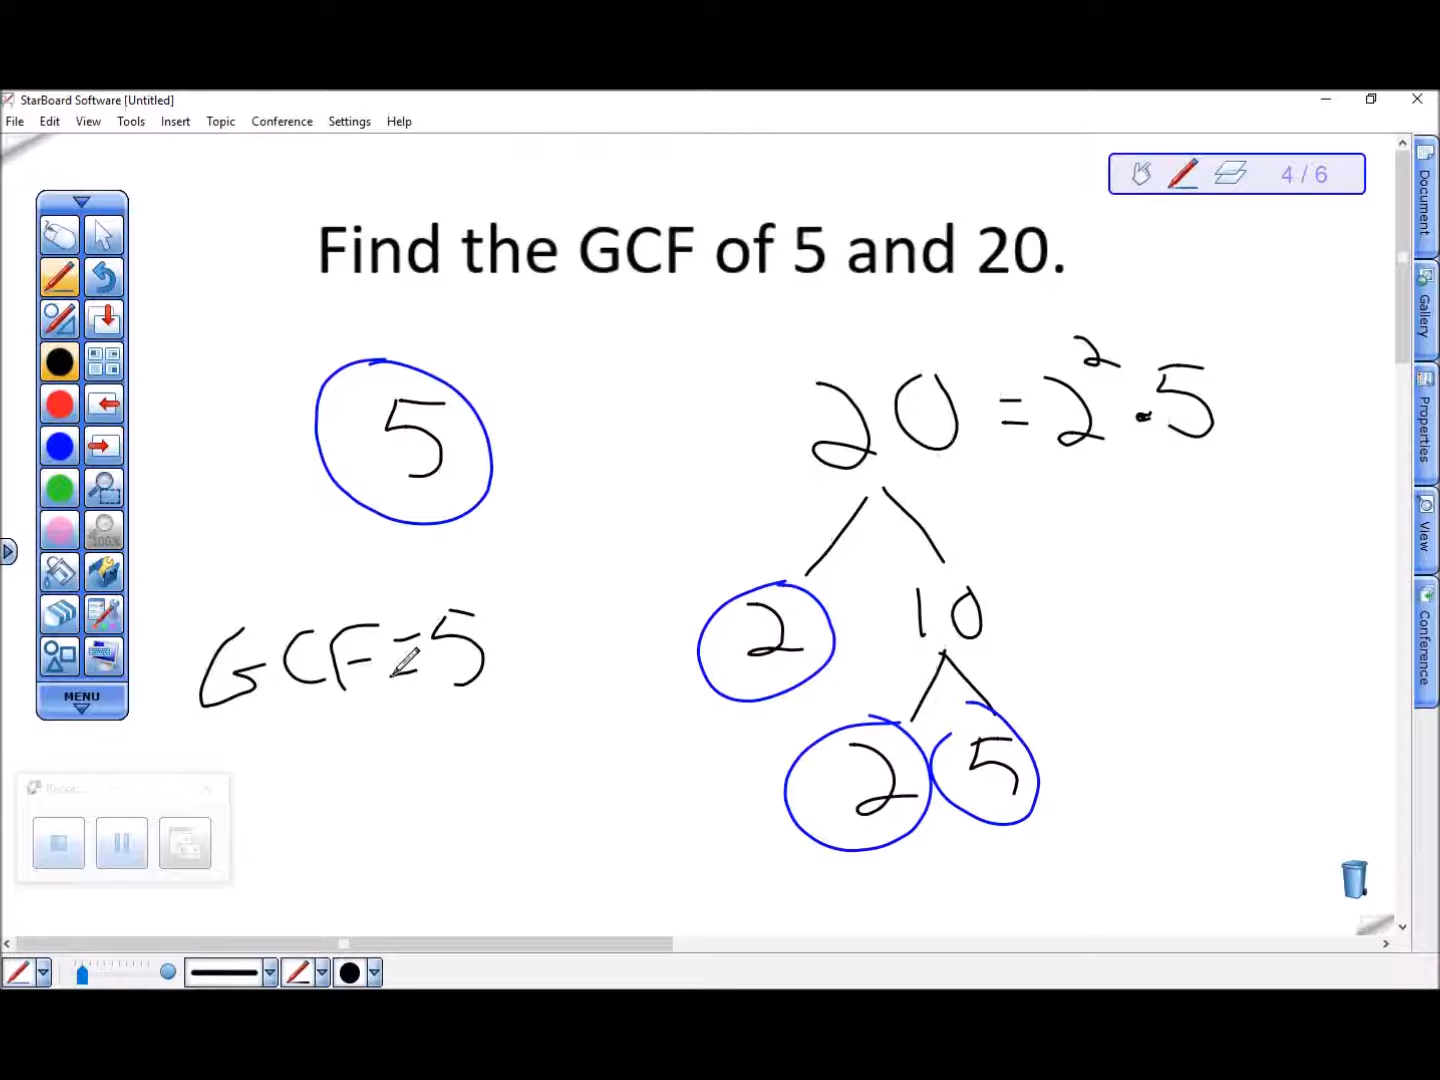 StarBoard Software [Untitled]
File Edit View Tools Insert Topic Conference Settings Help
4 / 6
Find the GCF of 5 and 20.
5
20 = 2² · 5
2 10
2 5
GCF = 5
MENU
100%
Document
Gallery
Properties
View
Conference